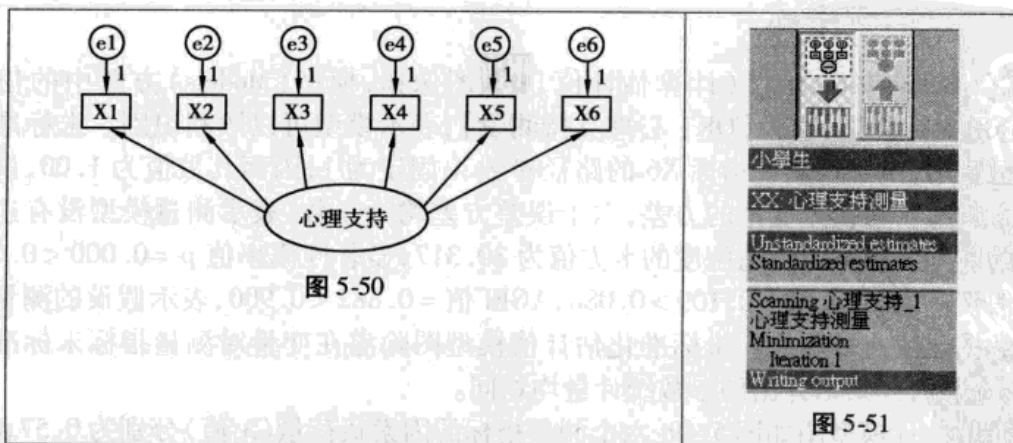 e1 e2 e3 e4 e5 e6
1 1 1 1 1 1
X1 X2 X3 X4 X5 X6
心理支持
图 5-50
小學生
XX: 心理支持測量
Unstandardized estimates
Standardized estimates
Scanning 心理支持_1
心理支持測量
Minimization
Iteration 1
Writing output
图 5-51